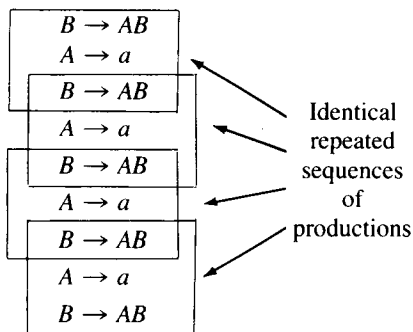 B → AB
A → a
B → AB
A → a
B → AB
A → a
B → AB
A → a
B → AB
Identical
repeated
sequences
of
productions